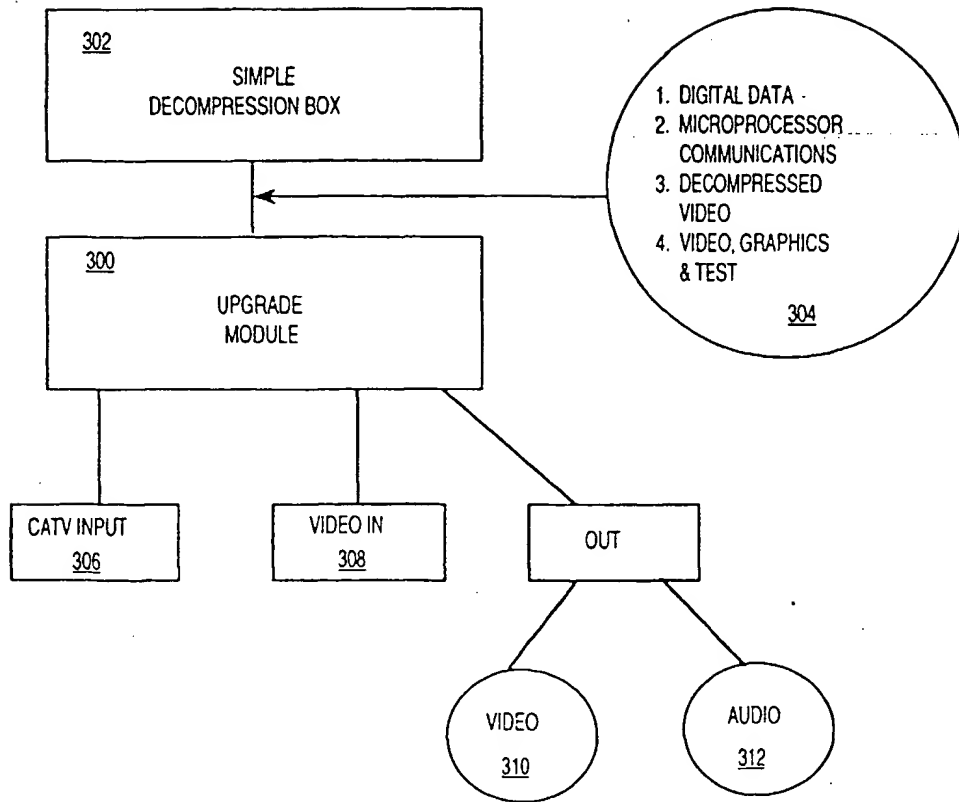 302
SIMPLE
DECOMPRESSION BOX
1. DIGITAL DATA
2. MICROPROCESSOR
COMMUNICATIONS
3. DECOMPRESSED
VIDEO
4. VIDEO, GRAPHICS
& TEST
304
300
UPGRADE
MODULE
CATV INPUT
306
VIDEO IN
308
OUT
VIDEO
310
AUDIO
312